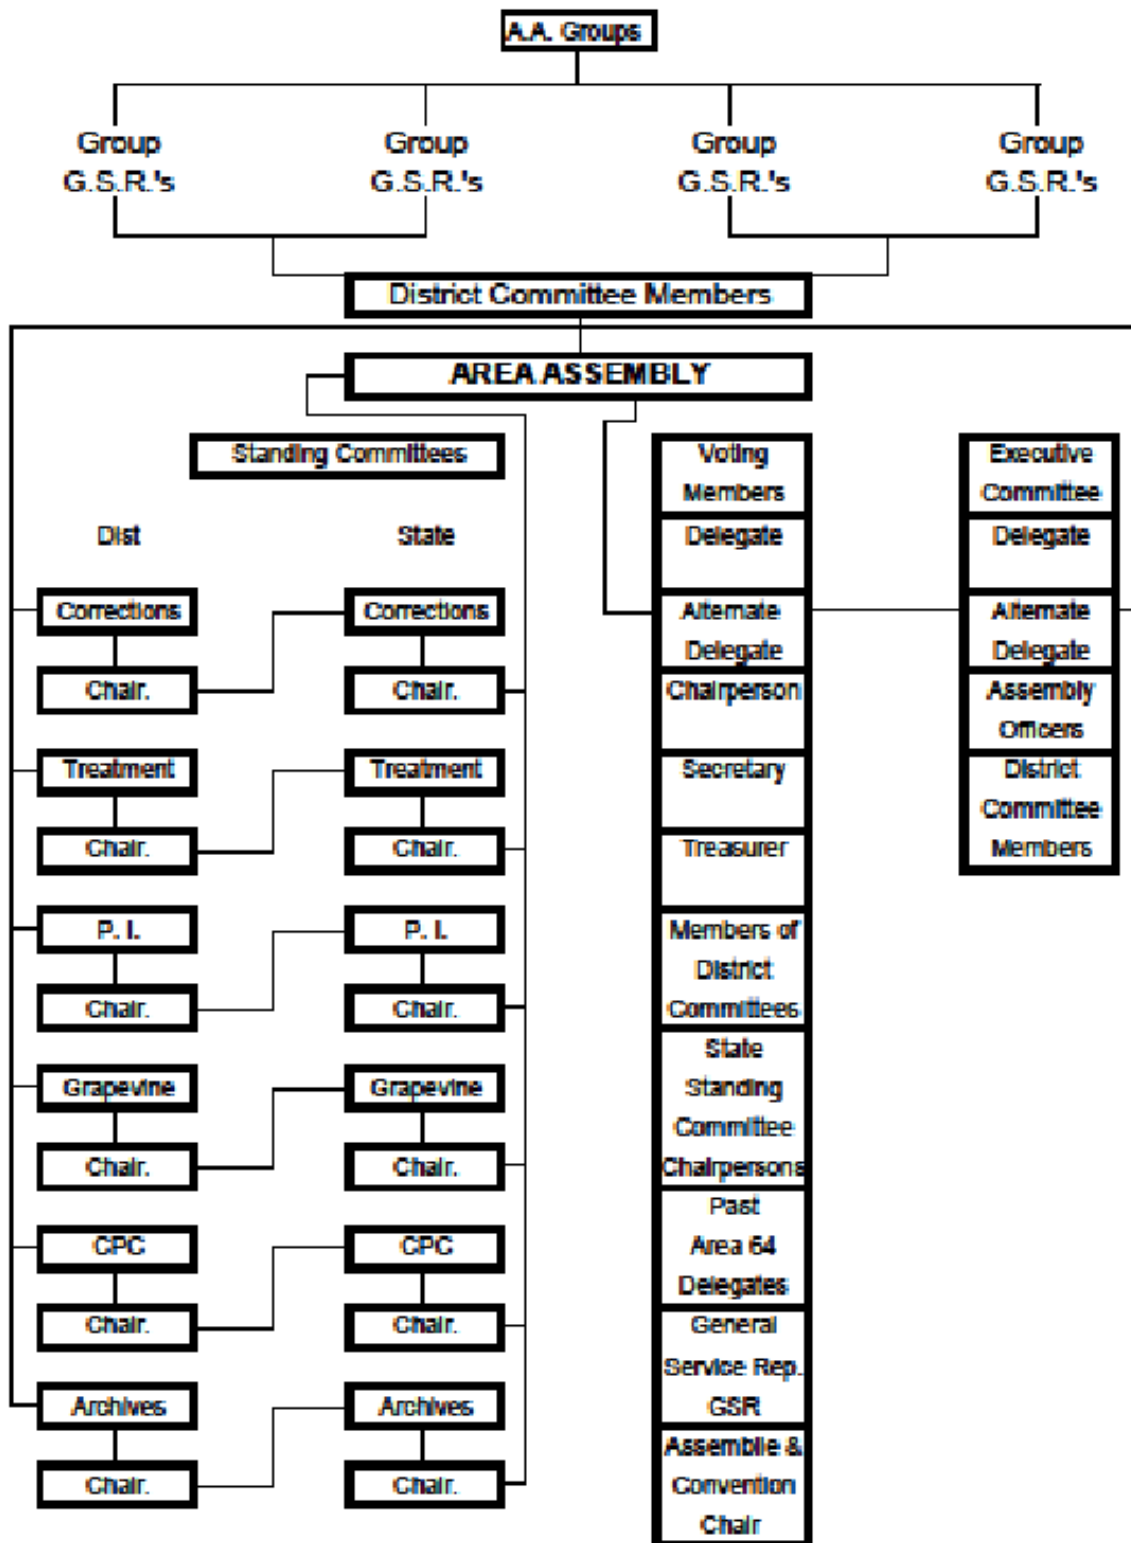 A.A. Groups
Group Group Group Group
G.S.R.'s G.S.R.'s G.S.R.'s G.S.R.'s
District Committee Members
AREA ASSEMBLY
Standing Committees
Dist State
Corrections Corrections
Chair. Chair.
Treatment Treatment
Chair. Chair.
P. I. P. I.
Chair. Chair.
Grapevine Grapevine
Chair. Chair.
CPC CPC
Chair. Chair.
Archives Archives
Chair. Chair.
Voting
Members
Delegate
Alternate
Delegate
Chairperson
Secretary
Treasurer
Members of
District
Committees
State
Standing
Committee
Chairpersons
Past
Area 64
Delegates
General
Service Rep.
GSR
Assemblie &
Convention
Chair
Executive
Committee
Delegate
Alternate
Delegate
Assembly
Officers
District
Committee
Members